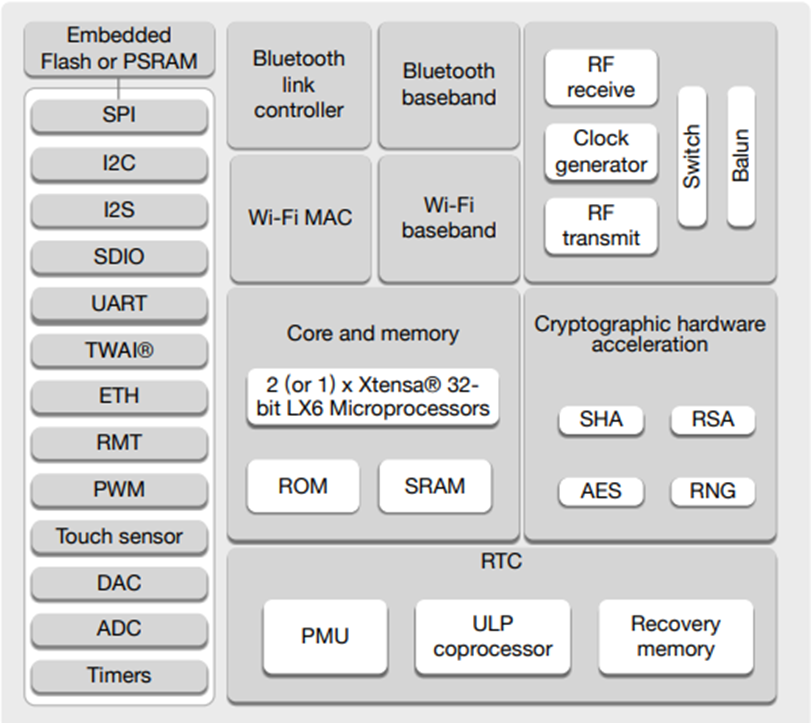 Embedded
Flash or PSRAM
SPI
I2C
I2S
SDIO
UART
TWAI®
ETH
RMT
PWM
Touch sensor
DAC
ADC
Timers
Bluetooth
link
controller
Bluetooth
baseband
Wi-Fi MAC
Wi-Fi
baseband
RF
receive
Clock
generator
RF
transmit
Switch
Balun
Core and memory
2 (or 1) x Xtensa® 32-
bit LX6 Microprocessors
ROM
SRAM
Cryptographic hardware
acceleration
SHA
RSA
AES
RNG
RTC
PMU
ULP
coprocessor
Recovery
memory